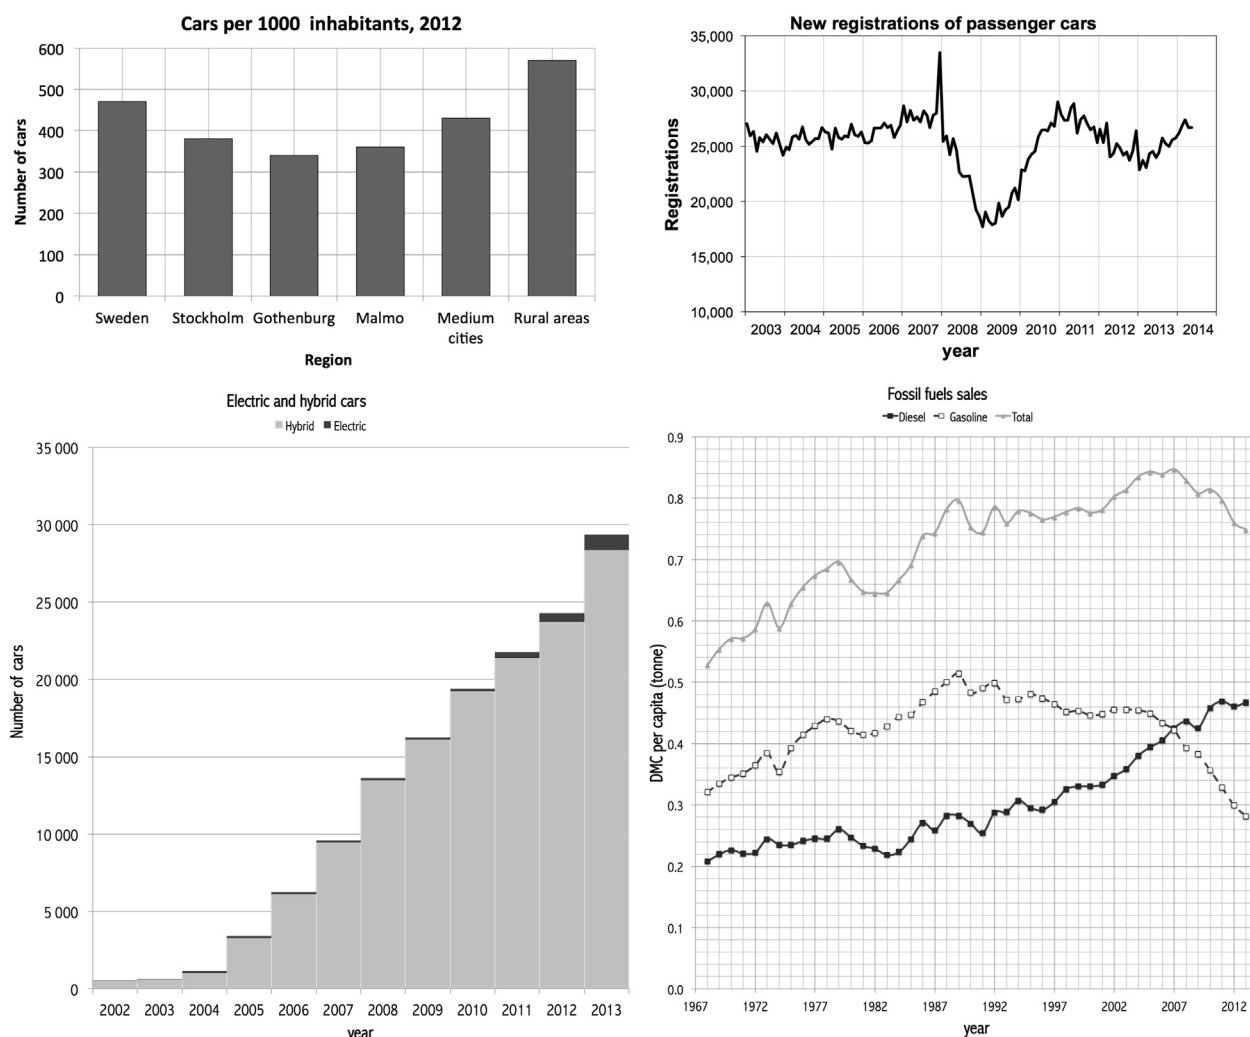 Cars per 1000 inhabitants, 2012
Number of cars
600
500
400
300
200
100
0
Sweden Stockholm Gothenburg Malmo Medium cities Rural areas
Region
New registrations of passenger cars
Registrations
35,000
30,000
25,000
20,000
15,000
10,000
2003 2004 2005 2006 2007 2008 2009 2010 2011 2012 2013 2014
year
Electric and hybrid cars
Hybrid Electric
Number of cars
35 000
30 000
25 000
20 000
15 000
10 000
5 000
0
2002 2003 2004 2005 2006 2007 2008 2009 2010 2011 2012 2013
year
Fossil fuels sales
Diesel Gasoline Total
DMC per capita (tonne)
0.9
0.8
0.7
0.6
0.5
0.4
0.3
0.2
0.1
0.0
1967 1972 1977 1982 1987 1992 1997 2002 2007 2012
year